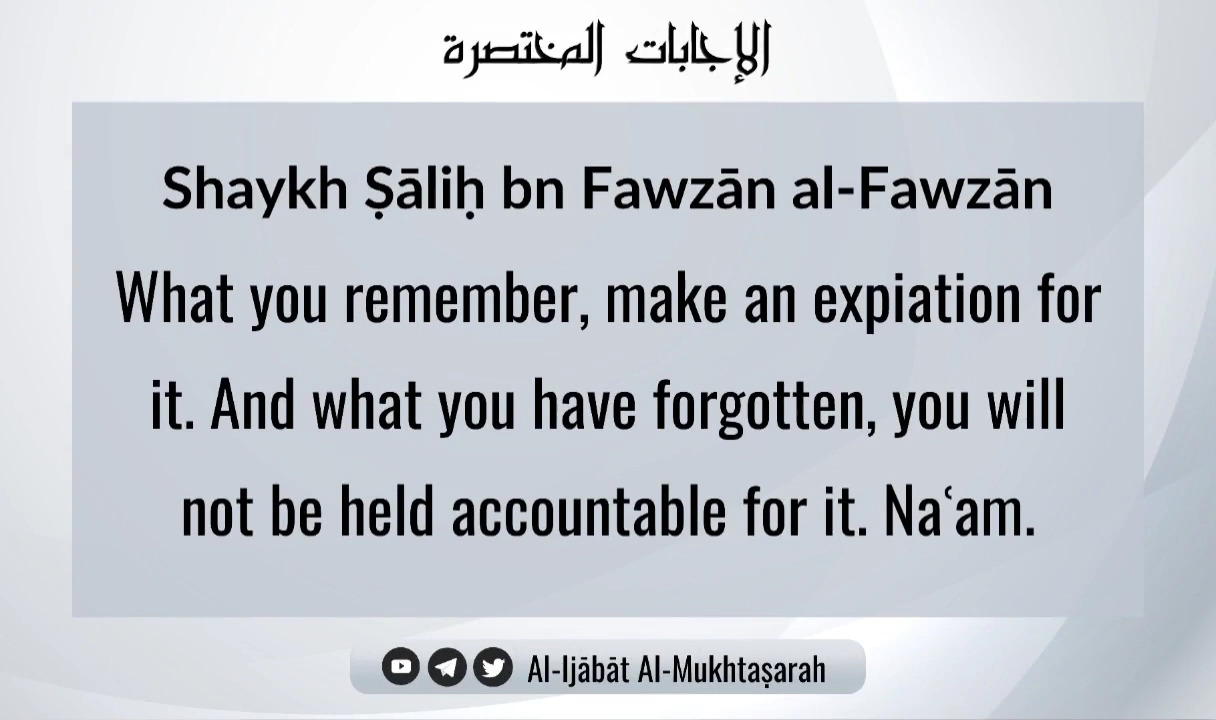 الإجابات المختصرة
Shaykh Ṣāliḥ bn Fawzān al-Fawzān
What you remember, make an expiation for
it. And what you have forgotten, you will
not be held accountable for it. Naʿam.
Al-Ijābāt Al-Mukhtaṣarah